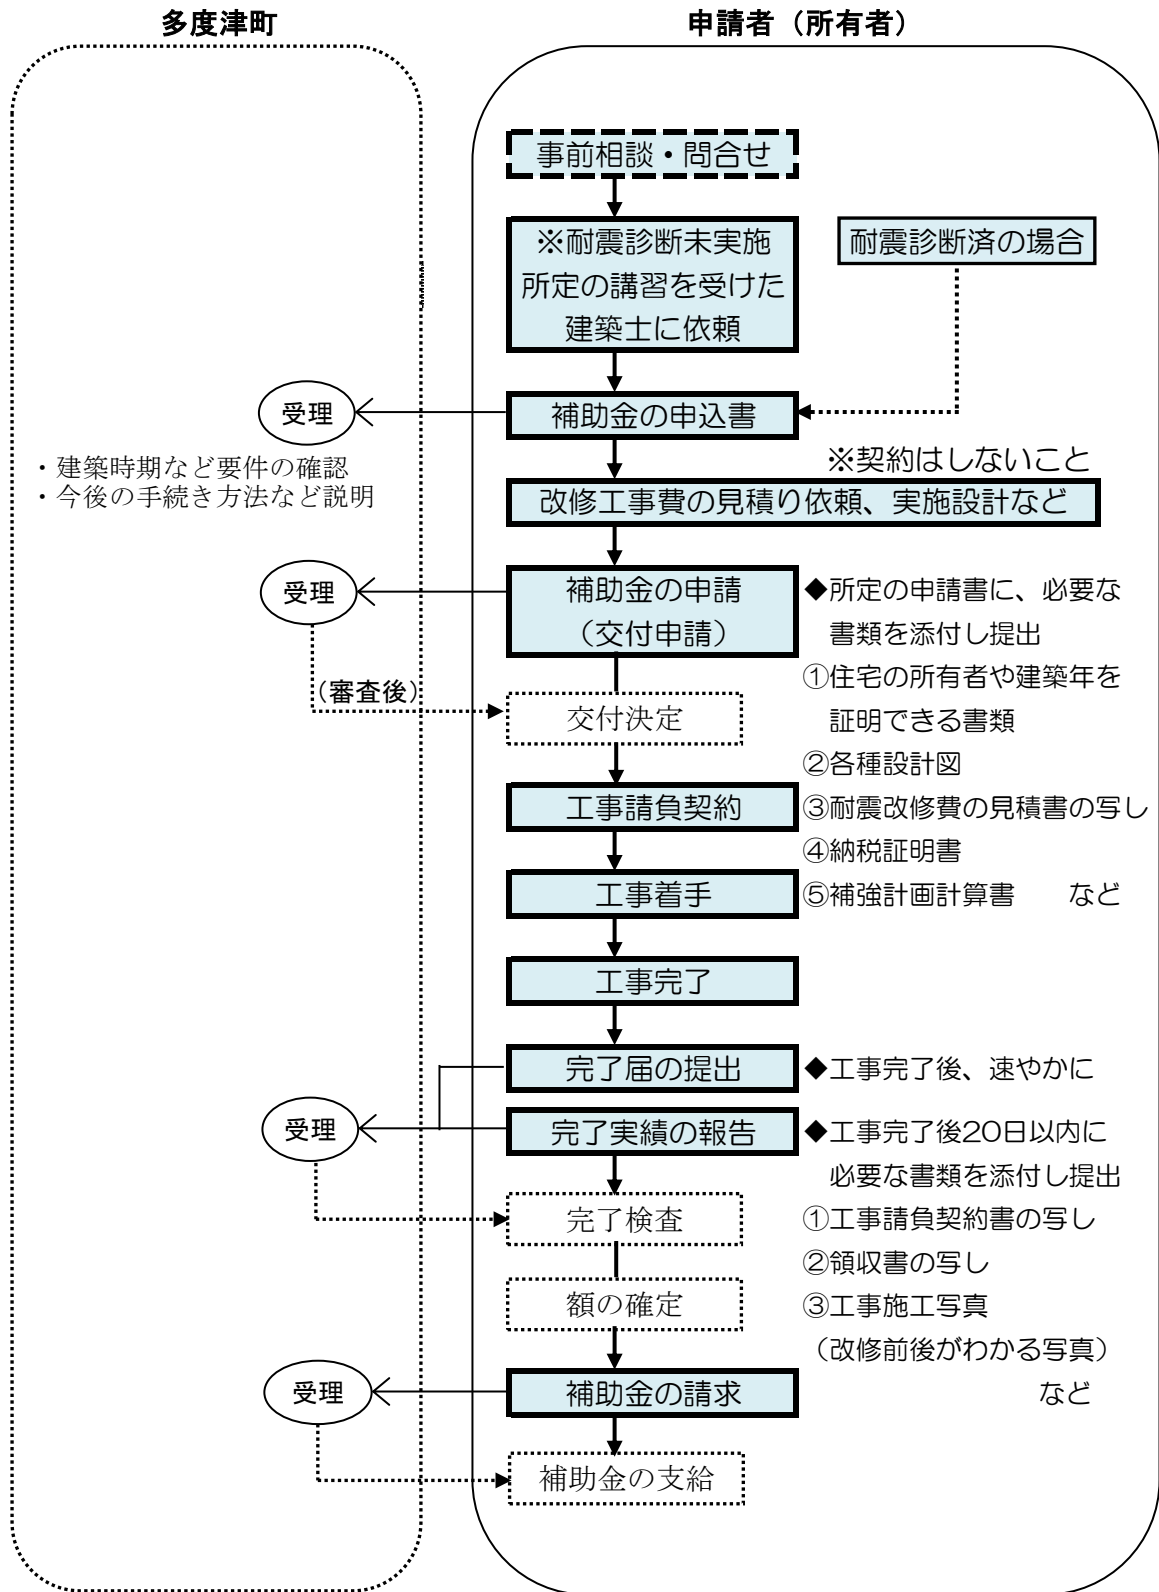 多度津町
申請者（所有者）
事前相談・問合せ
※耐震診断未実施
所定の講習を受けた
建築士に依頼
耐震診断済の場合
受理
補助金の申込書
・建築時期など要件の確認
・今後の手続き方法など説明
※契約はしないこと
改修工事費の見積り依頼、実施設計など
受理
補助金の申請
（交付申請）
◆所定の申請書に、必要な
書類を添付し提出
①住宅の所有者や建築年を
証明できる書類
②各種設計図
③耐震改修費の見積書の写し
④納税証明書
⑤補強計画計算書　　など
（審査後）
交付決定
工事請負契約
工事着手
工事完了
完了届の提出
◆工事完了後、速やかに
受理
完了実績の報告
◆工事完了後20日以内に
必要な書類を添付し提出
①工事請負契約書の写し
②領収書の写し
③工事施工写真
（改修前後がわかる写真）
など
完了検査
額の確定
受理
補助金の請求
補助金の支給